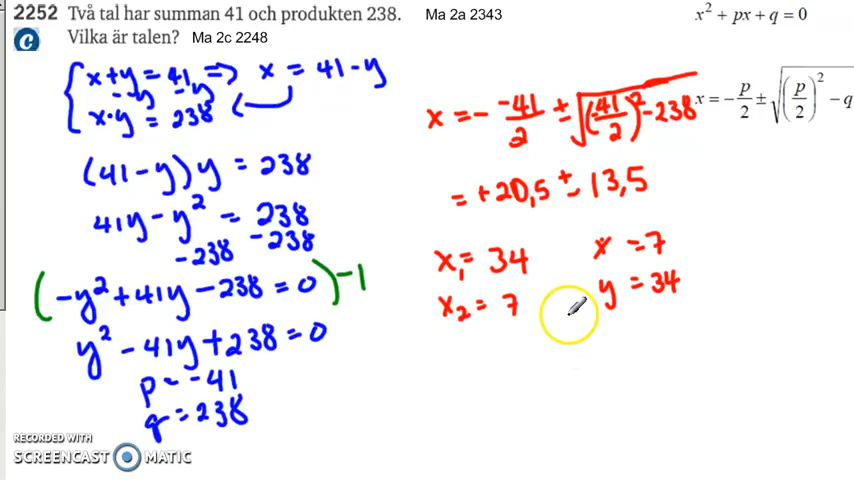 2252 Två tal har summan 41 och produkten 238. Ma 2a 2343
C Vilka är talen? Ma 2c 2248
x² + px + q = 0
x = -p/2 ± √((p/2)² - q)
{ x+y = 41 => x = 41-y
-y -y
x·y = 238
(41-y)y = 238
41y - y² = 238
-238 -238
(-y² + 41y - 238 = 0) -1
y² - 41y + 238 = 0
p = -41
q = 238
x = - -41/2 ± √((-41/2)² - 238)
= +20,5 ± 13,5
x₁ = 34
x₂ = 7
x = 7
y = 34
RECORDED WITH
SCREENCAST MATIC